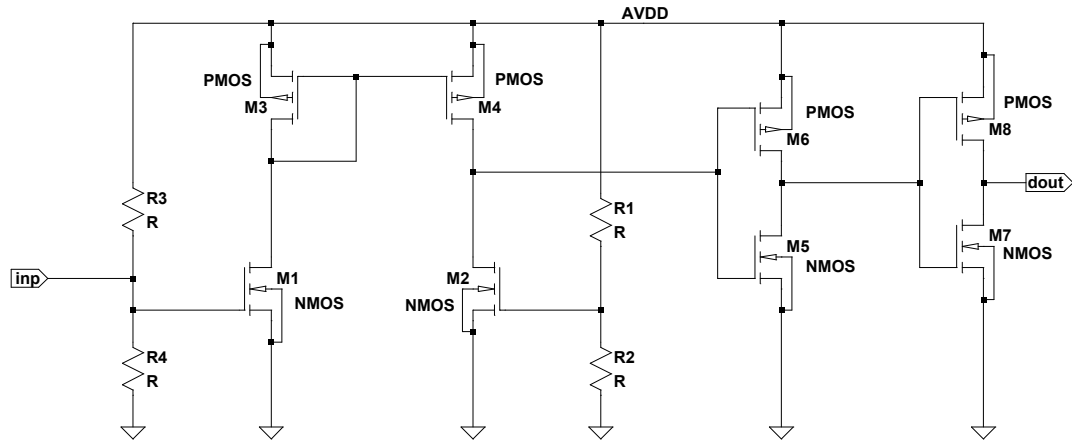 AVDD
PMOS
M3
PMOS
M4
PMOS
M6
PMOS
M8
R3
R
R1
R
dout
inp
M1
NMOS
M2
NMOS
M5
NMOS
M7
NMOS
R4
R
R2
R